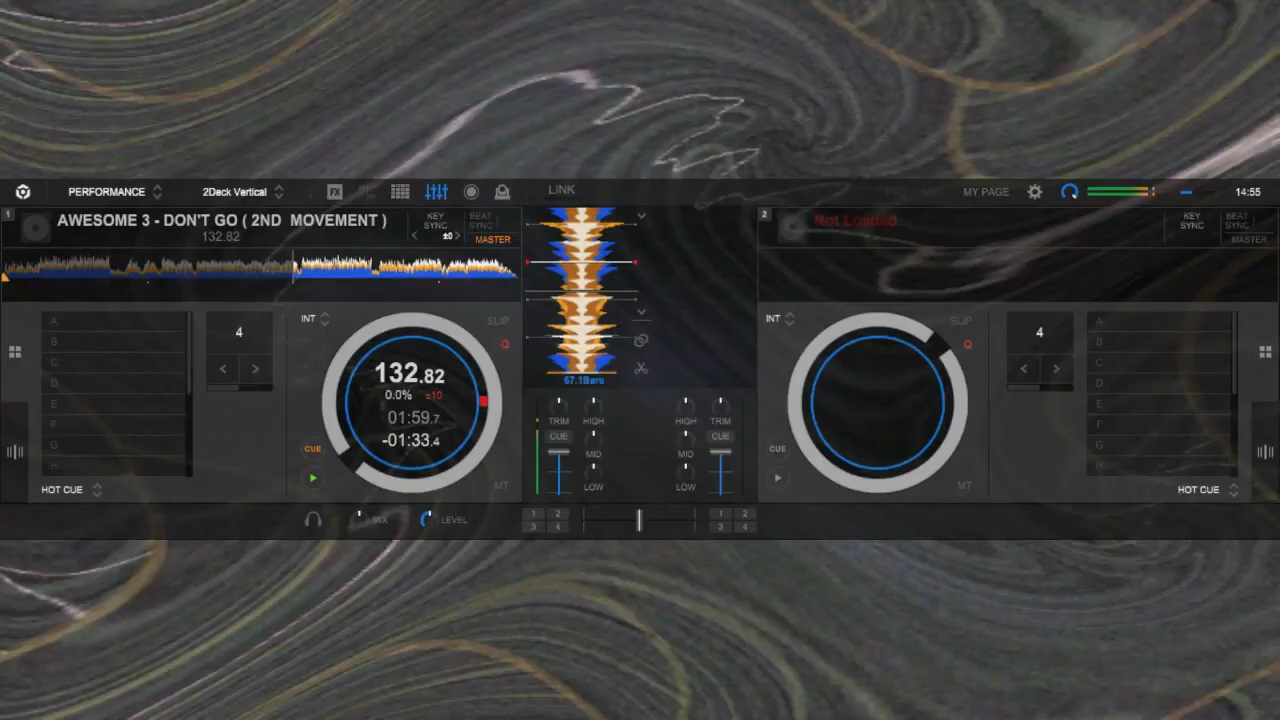 PERFORMANCE 2Deck Vertical FX LINK MY PAGE 14:55
1 AWESOME 3 - DON'T GO ( 2ND MOVEMENT )
132.82
KEY SYNC
±0
BEAT SYNC
MASTER
2 Not Loaded.
KEY SYNC
BEAT SYNC
MASTER
A
B
C
D
E
F
G
H
HOT CUE
4
INT
SLIP
Q
132.82
0.0% ±10
01:59.7
-01:33.4
CUE
MT
67.1Bars
TRIM HIGH
CUE
MID
LOW
HIGH TRIM
CUE
MID
LOW
INT
SLIP
Q
CUE
MT
4
A
B
C
D
E
F
G
H
HOT CUE
MIX LEVEL
1 2
3 4
1 2
3 4